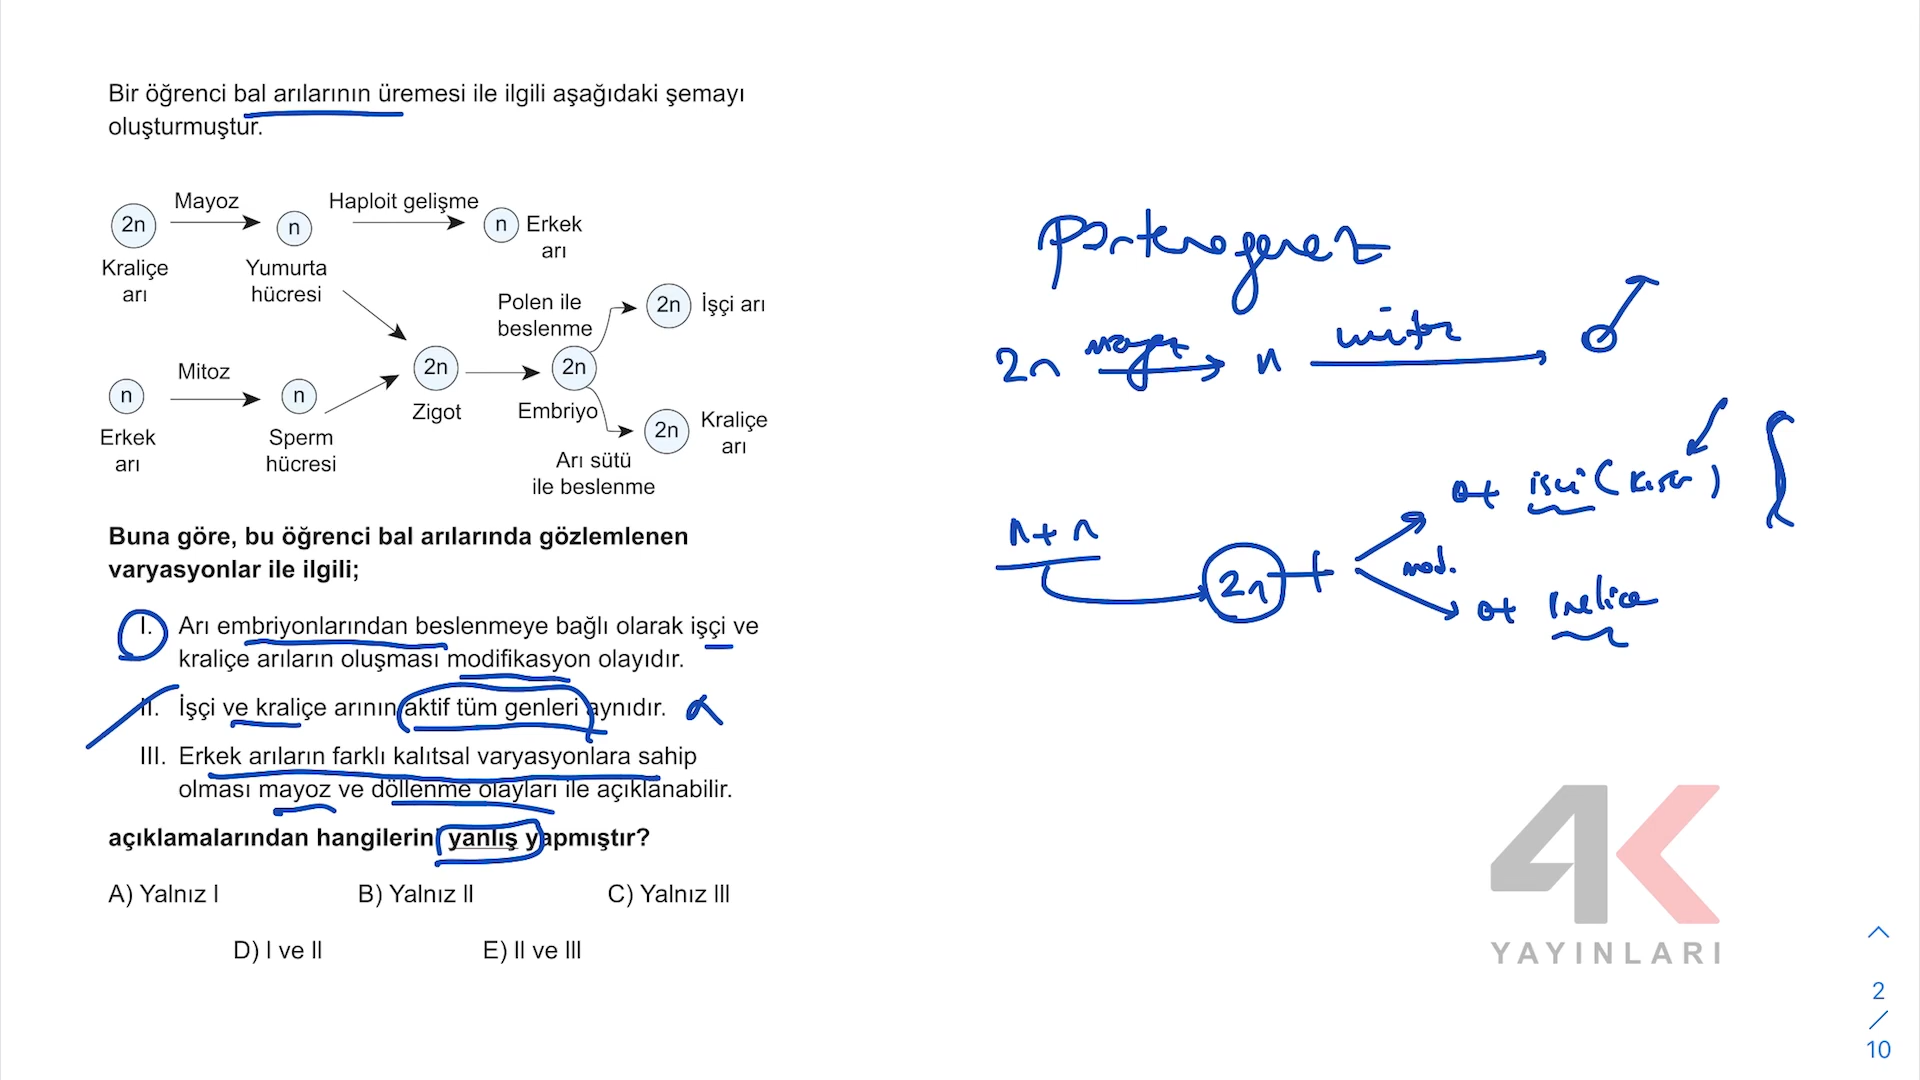 Bir öğrenci bal arılarının üremesi ile ilgili aşağıdaki şemayı
oluşturmuştur.
Mayoz
Haploit gelişme
2n
n
n
Erkek
arı
Kraliçe
arı
Yumurta
hücresi
Polen ile
beslenme
2n
İşçi arı
Mitoz
2n
2n
n
n
Zigot
Embriyo
2n
Kraliçe
arı
Erkek
arı
Sperm
hücresi
Arı sütü
ile beslenme
Buna göre, bu öğrenci bal arılarında gözlemlenen
varyasyonlar ile ilgili;
I. Arı embriyonlarından beslenmeye bağlı olarak işçi ve
kraliçe arıların oluşması modifikasyon olayıdır.
II. İşçi ve kraliçe arının aktif tüm genleri aynıdır.
III. Erkek arıların farklı kalıtsal varyasyonlara sahip
olması mayoz ve döllenme olayları ile açıklanabilir.
açıklamalarından hangilerini yanlış yapmıştır?
A) Yalnız I
B) Yalnız II
C) Yalnız III
D) I ve II
E) II ve III
Partenogenez
2n mayoz n mitoz
işçi (kısır)
n + n
2n
mod.
kraliçe
4K
YAYINLARI
2
/
10